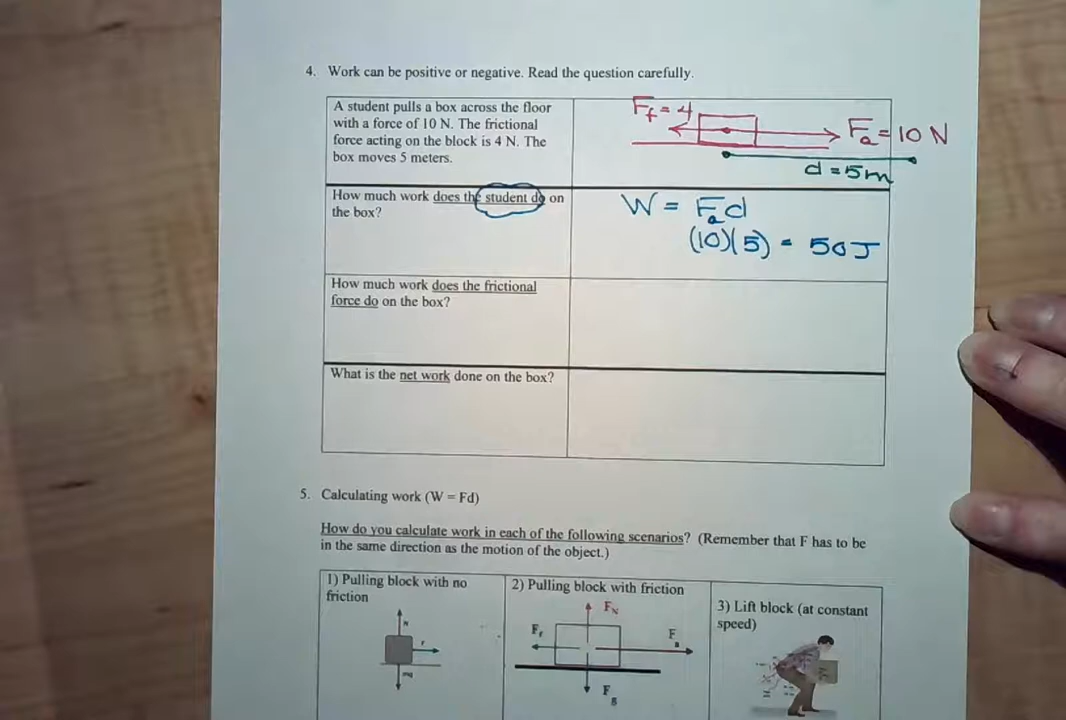 4. Work can be positive or negative. Read the question carefully.
A student pulls a box across the floor
with a force of 10 N. The frictional
force acting on the block is 4 N. The
box moves 5 meters.
Ff = 4
Fa = 10 N
d = 5m
How much work does the student do on
the box?
W = Fad
(10)(5) = 50J
How much work does the frictional
force do on the box?
What is the net work done on the box?
5. Calculating work (W = Fd)
How do you calculate work in each of the following scenarios? (Remember that F has to be
in the same direction as the motion of the object.)
1) Pulling block with no
friction
N
F
mg
2) Pulling block with friction
FN
Ff
Fa
Fg
3) Lift block (at constant
speed)